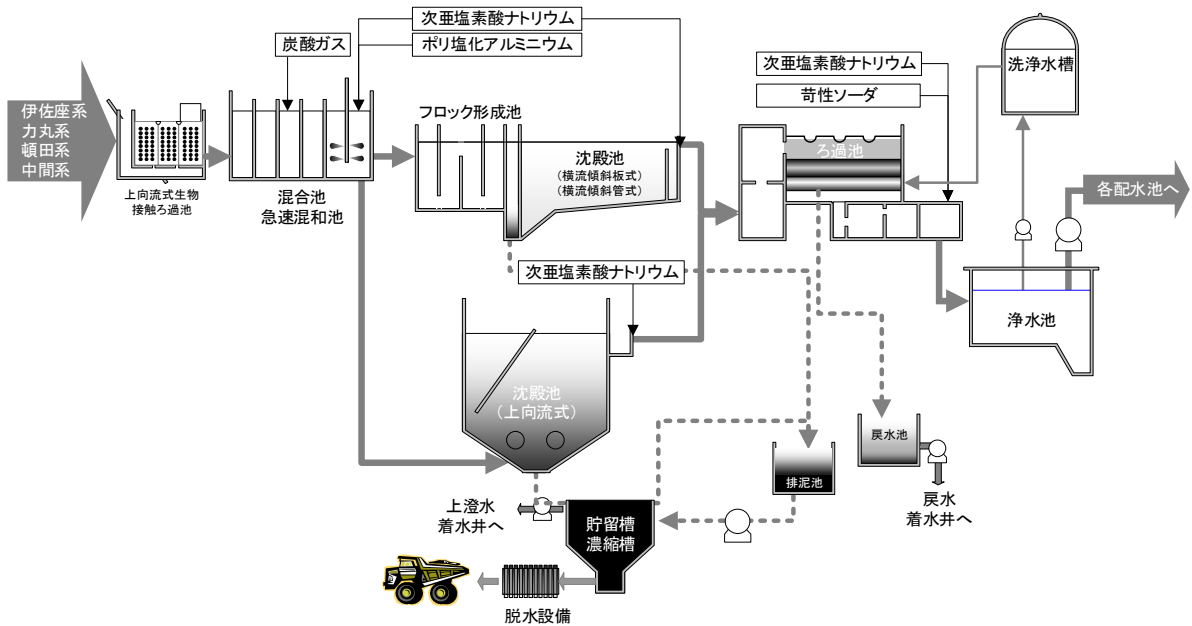 次亜塩素酸ナトリウム
炭酸ガス
ポリ塩化アルミニウム
伊佐座系
力丸系
頓田系
中間系
上向流式生物
接触ろ過池
混合池
急速混和池
フロック形成池
沈殿池
(横流傾斜板式)
(横流傾斜管式)
次亜塩素酸ナトリウム
苛性ソーダ
ろ過池
洗浄水槽
各配水池へ
浄水池
次亜塩素酸ナトリウム
沈殿池
(上向流式)
戻水池
戻水
着水井へ
排泥池
上澄水
着水井へ
貯留槽
濃縮槽
脱水設備